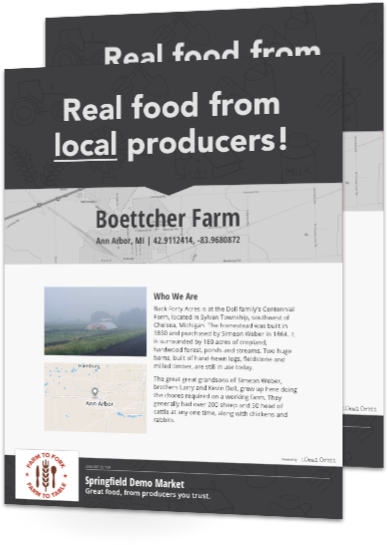 Real food from
Real food from
local producers!
Boettcher Farm
Ann Arbor, MI | 42.9112414, -83.9680872
Who We Are
Back Forty Acres is at the Doll family's Centennial
Farm, located in Sylvan Township, southwest of
Chelsea, Michigan. The homestead was built in
1850 and purchased by Simeon Weber in 1864. It
is surrounded by 180 acres of cropland,
hardwood forest, ponds and streams. Two huge
barns, built of hand-hewn logs, fieldstone and
milled timber, are still in use today.
The great great grandsons of Simeon Weber,
brothers Larry and Kevin Doll, grew up here doing
the chores required on a working farm. They
generally had over 200 sheep and 30 head of
cattle at any one time, along with chickens and
rabbits.
Ann Arbor
FARM TO FORK
FARM TO TABLE
Springfield Demo Market
Great food, from producers you trust.